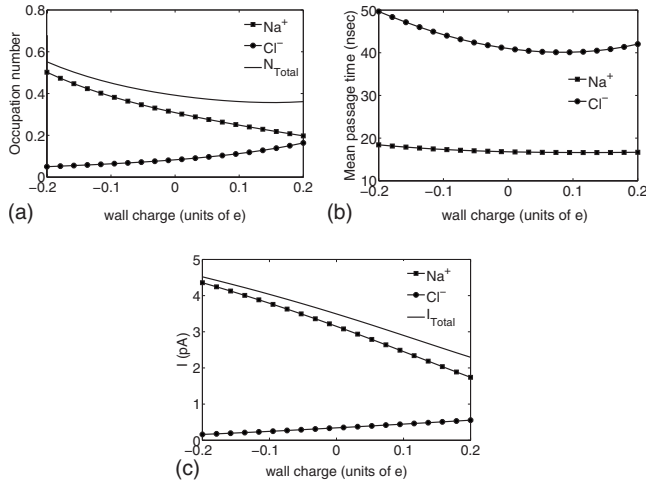 Occupation number
0.8
0.6
0.4
0.2
0
-0.2
-0.1
0
0.1
0.2
Na+
Cl−
N_Total
wall charge (units of e)
(a)
Mean passage time (nsec)
50
40
30
20
10
-0.2
-0.1
0
0.1
0.2
Na+
Cl−
wall charge (units of e)
(b)
I (pA)
5
4
3
2
1
0
-0.2
-0.1
0
0.1
0.2
Na+
Cl−
I_Total
wall charge (units of e)
(c)